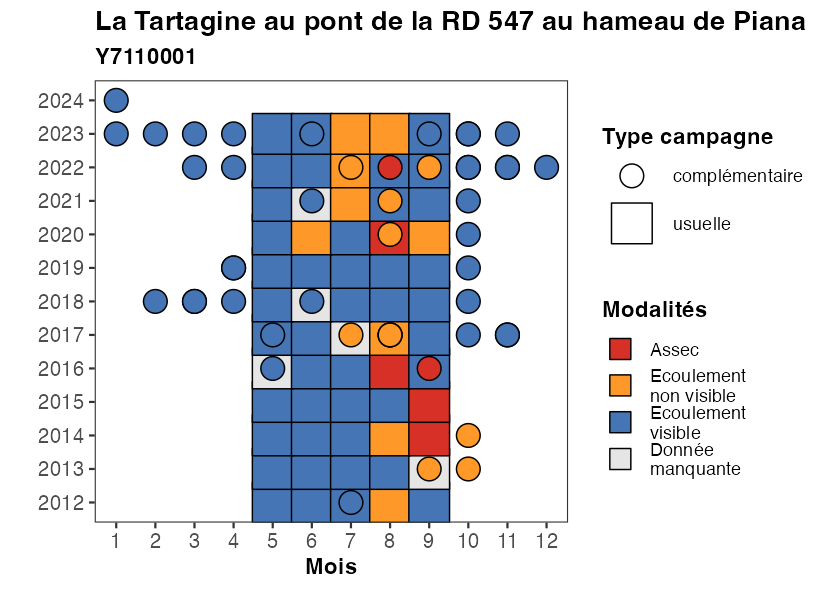 La Tartagine au pont de la RD 547 au hameau de Piana
Y7110001
2024
2023
2022
2021
2020
2019
2018
2017
2016
2015
2014
2013
2012
1 2 3 4 5 6 7 8 9 10 11 12
Mois
Type campagne
complémentaire
usuelle
Modalités
Assec
Ecoulement
non visible
Ecoulement
visible
Donnée
manquante